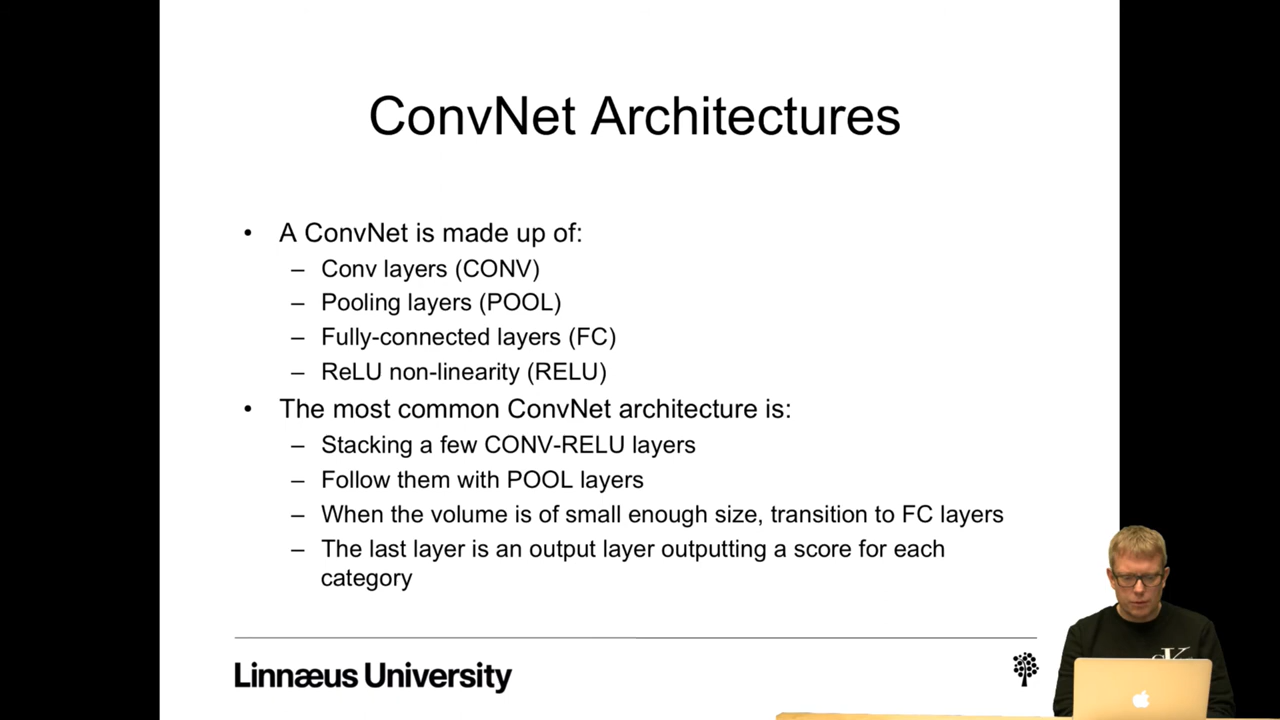 ConvNet Architectures
• A ConvNet is made up of:
– Conv layers (CONV)
– Pooling layers (POOL)
– Fully-connected layers (FC)
– ReLU non-linearity (RELU)
• The most common ConvNet architecture is:
– Stacking a few CONV-RELU layers
– Follow them with POOL layers
– When the volume is of small enough size, transition to FC layers
– The last layer is an output layer outputting a score for each
category
Linnæus University